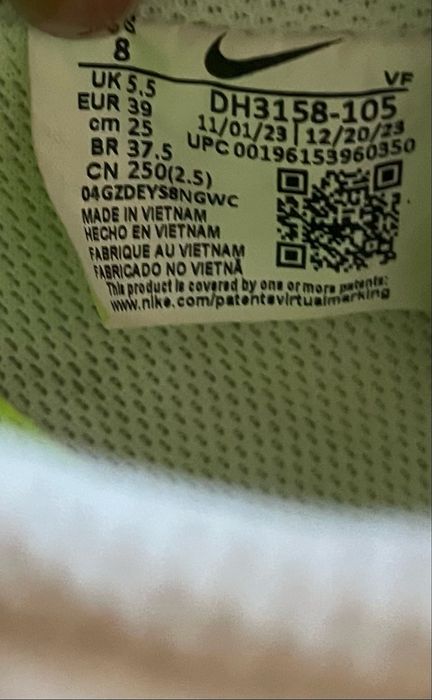 8
VF
UK 5.5
EUR 39
cm 25
BR 37.5
CN 250(2.5)
DH3158-105
11/01/23 | 12/20/23
UPC 00196153960350
04GZDEYS8NGWC
MADE IN VIETNAM
HECHO EN VIETNAM
FABRIQUE AU VIETNAM
FABRICADO NO VIETNÃ
This product is covered by one or more patents:
www.nike.com/patentsvirtualmarking